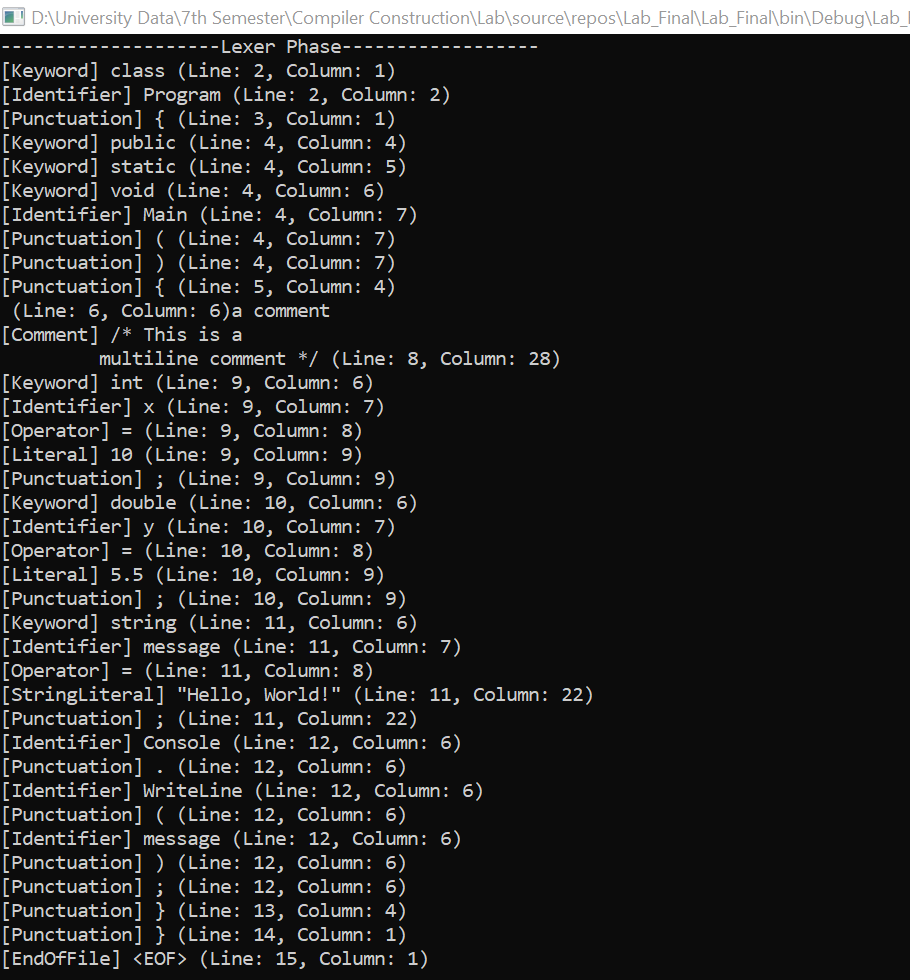 D:\University Data\7th Semester\Compiler Construction\Lab\source\repos\Lab_Final\Lab_Final\bin\Debug\Lab_
--------------------Lexer Phase------------------
[Keyword] class (Line: 2, Column: 1)
[Identifier] Program (Line: 2, Column: 2)
[Punctuation] { (Line: 3, Column: 1)
[Keyword] public (Line: 4, Column: 4)
[Keyword] static (Line: 4, Column: 5)
[Keyword] void (Line: 4, Column: 6)
[Identifier] Main (Line: 4, Column: 7)
[Punctuation] ( (Line: 4, Column: 7)
[Punctuation] ) (Line: 4, Column: 7)
[Punctuation] { (Line: 5, Column: 4)
 (Line: 6, Column: 6)a comment
[Comment] /* This is a
         multiline comment */ (Line: 8, Column: 28)
[Keyword] int (Line: 9, Column: 6)
[Identifier] x (Line: 9, Column: 7)
[Operator] = (Line: 9, Column: 8)
[Literal] 10 (Line: 9, Column: 9)
[Punctuation] ; (Line: 9, Column: 9)
[Keyword] double (Line: 10, Column: 6)
[Identifier] y (Line: 10, Column: 7)
[Operator] = (Line: 10, Column: 8)
[Literal] 5.5 (Line: 10, Column: 9)
[Punctuation] ; (Line: 10, Column: 9)
[Keyword] string (Line: 11, Column: 6)
[Identifier] message (Line: 11, Column: 7)
[Operator] = (Line: 11, Column: 8)
[StringLiteral] "Hello, World!" (Line: 11, Column: 22)
[Punctuation] ; (Line: 11, Column: 22)
[Identifier] Console (Line: 12, Column: 6)
[Punctuation] . (Line: 12, Column: 6)
[Identifier] WriteLine (Line: 12, Column: 6)
[Punctuation] ( (Line: 12, Column: 6)
[Identifier] message (Line: 12, Column: 6)
[Punctuation] ) (Line: 12, Column: 6)
[Punctuation] ; (Line: 12, Column: 6)
[Punctuation] } (Line: 13, Column: 4)
[Punctuation] } (Line: 14, Column: 1)
[EndOfFile] <EOF> (Line: 15, Column: 1)